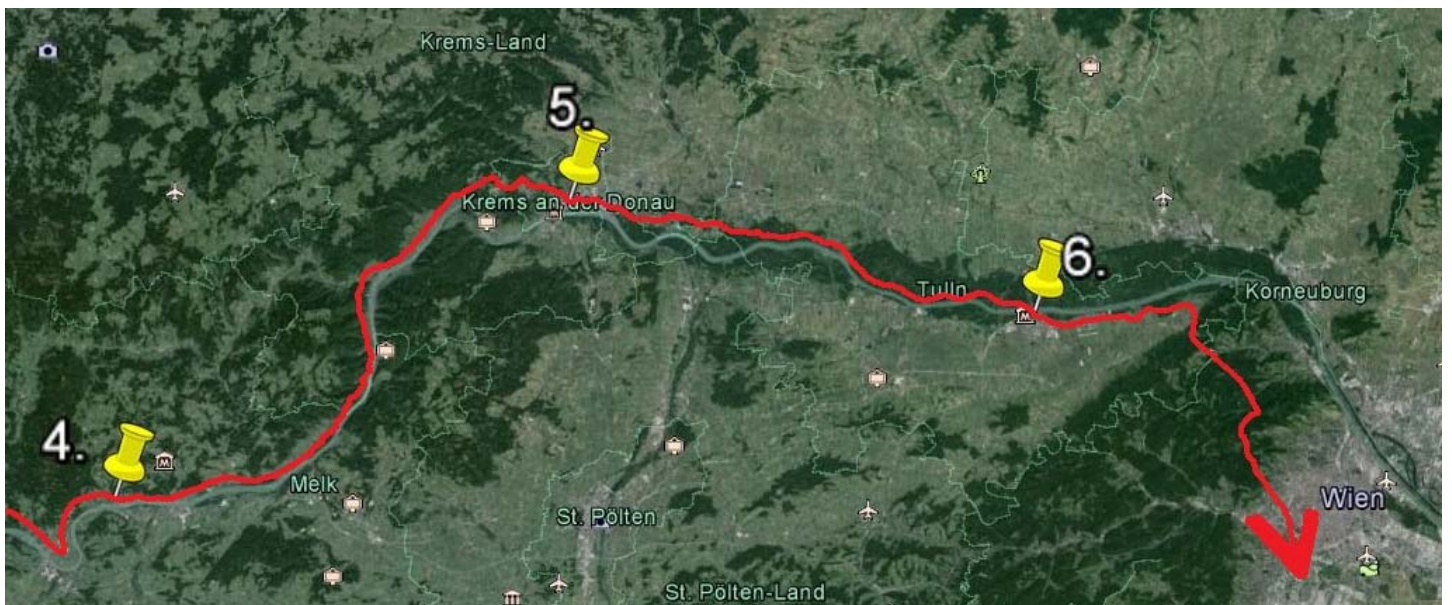 Krems-Land
5.
Krems an der Donau
6.
Tulln
Korneuburg
4.
Melk
Wien
St. Pölten
St. Pölten-Land